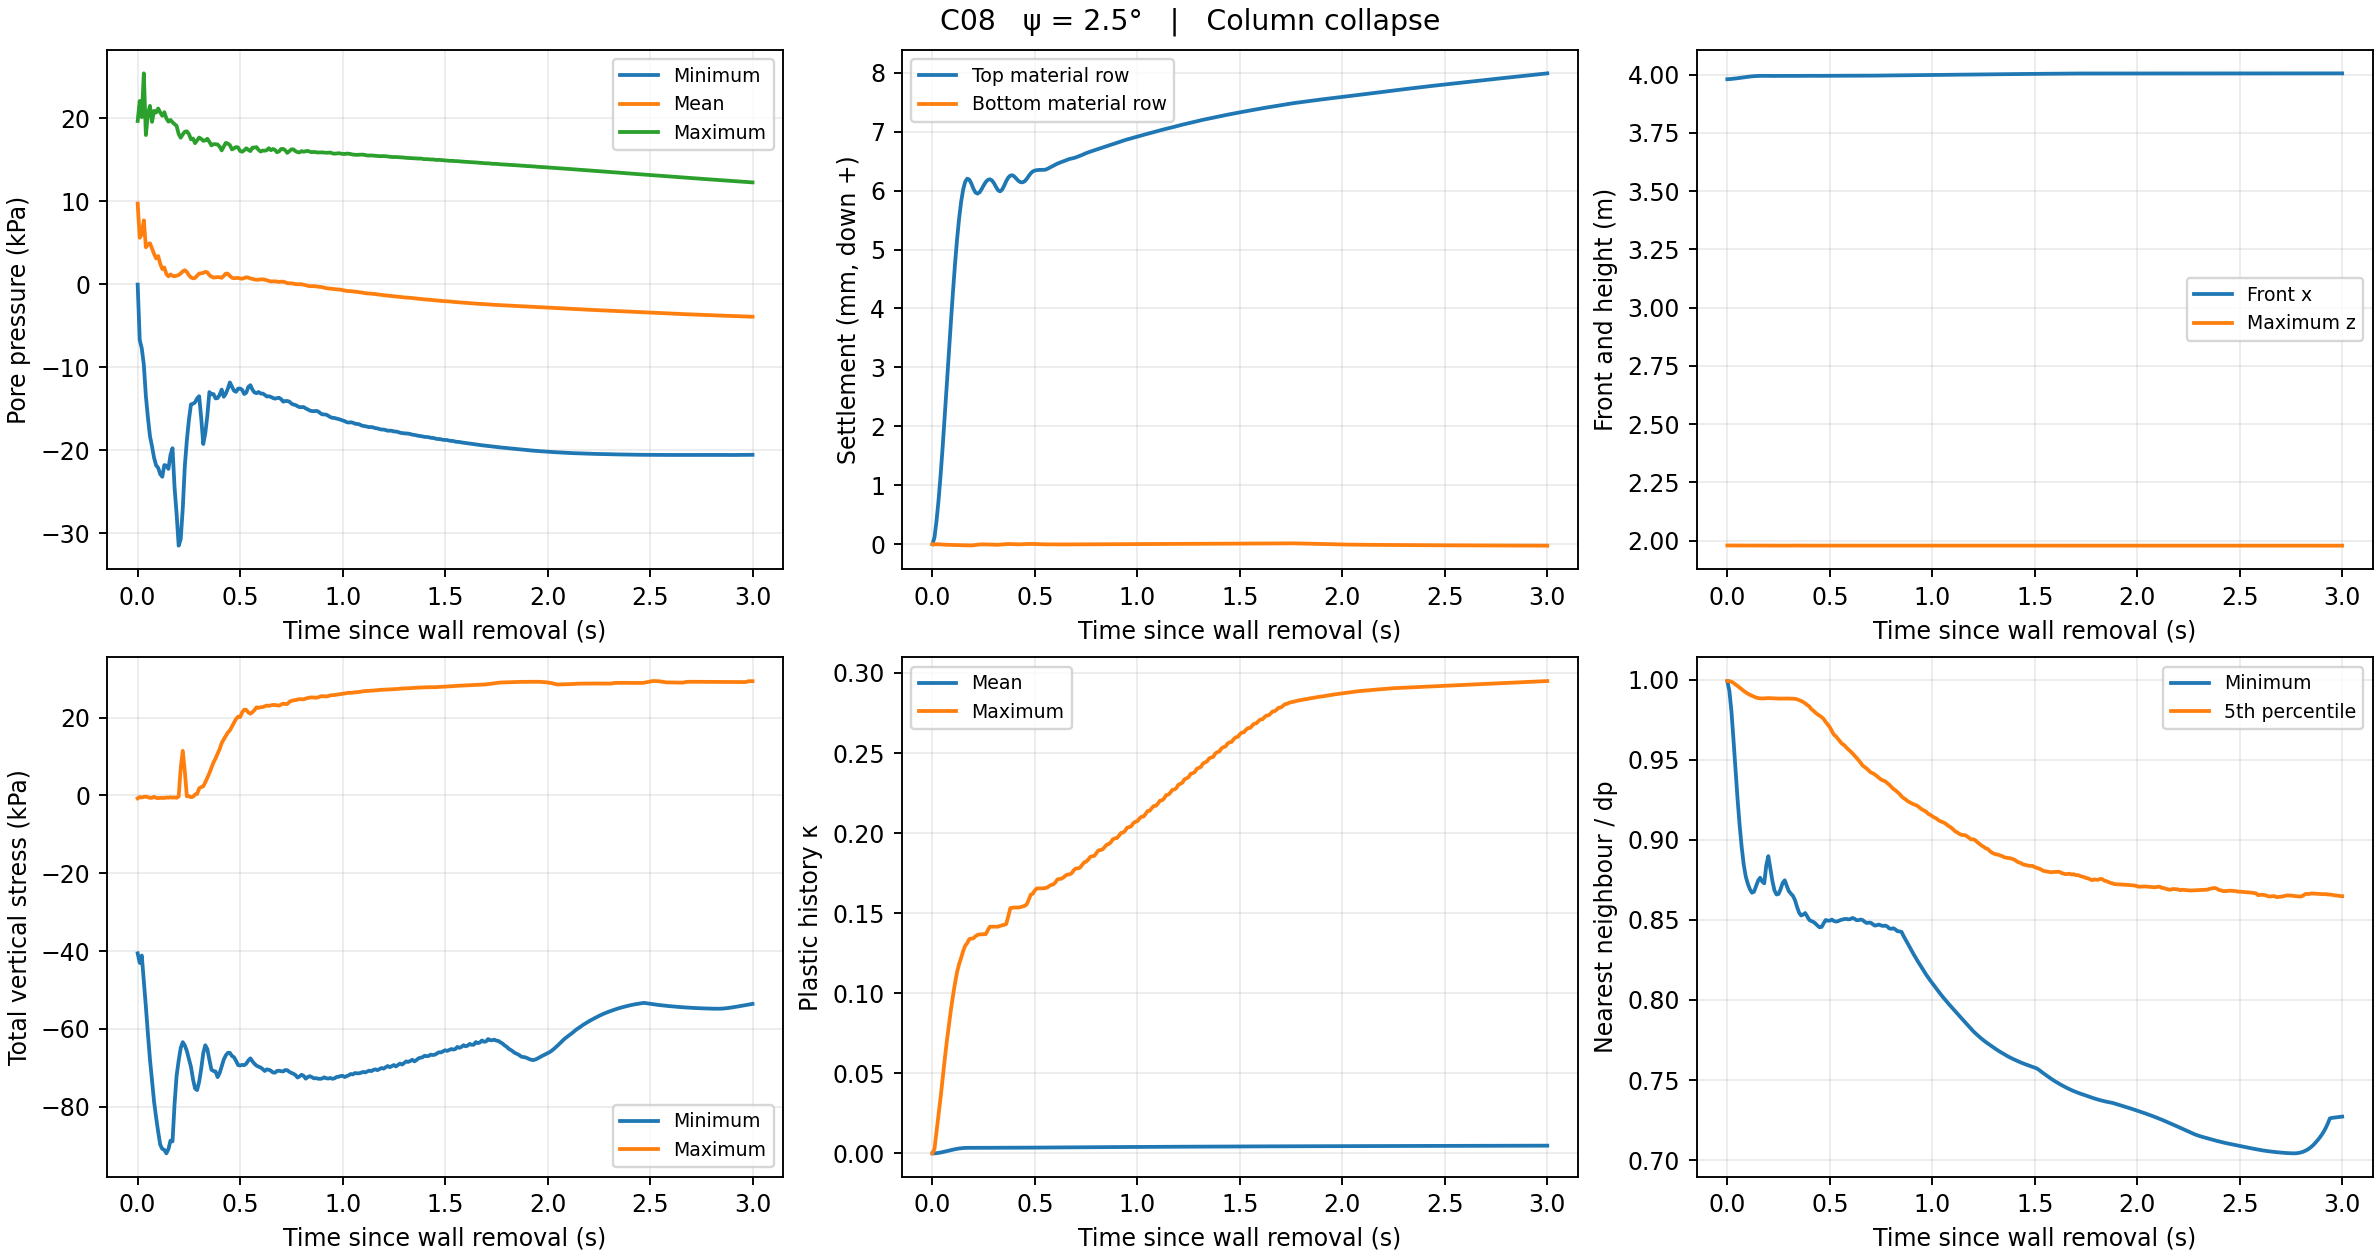 C08   ψ = 2.5°   |   Column collapse
Pore pressure (kPa)
20
10
0
−10
−20
−30
Minimum
Mean
Maximum
0.0 0.5 1.0 1.5 2.0 2.5 3.0
Time since wall removal (s)
Settlement (mm, down +)
8
7
6
5
4
3
2
1
0
Top material row
Bottom material row
0.0 0.5 1.0 1.5 2.0 2.5 3.0
Time since wall removal (s)
Front and height (m)
4.00
3.75
3.50
3.25
3.00
2.75
2.50
2.25
2.00
Front x
Maximum z
0.0 0.5 1.0 1.5 2.0 2.5 3.0
Time since wall removal (s)
Total vertical stress (kPa)
20
0
−20
−40
−60
−80
Minimum
Maximum
0.0 0.5 1.0 1.5 2.0 2.5 3.0
Time since wall removal (s)
Plastic history κ
0.30
0.25
0.20
0.15
0.10
0.05
0.00
Mean
Maximum
0.0 0.5 1.0 1.5 2.0 2.5 3.0
Time since wall removal (s)
Nearest neighbour / dp
1.00
0.95
0.90
0.85
0.80
0.75
0.70
Minimum
5th percentile
0.0 0.5 1.0 1.5 2.0 2.5 3.0
Time since wall removal (s)